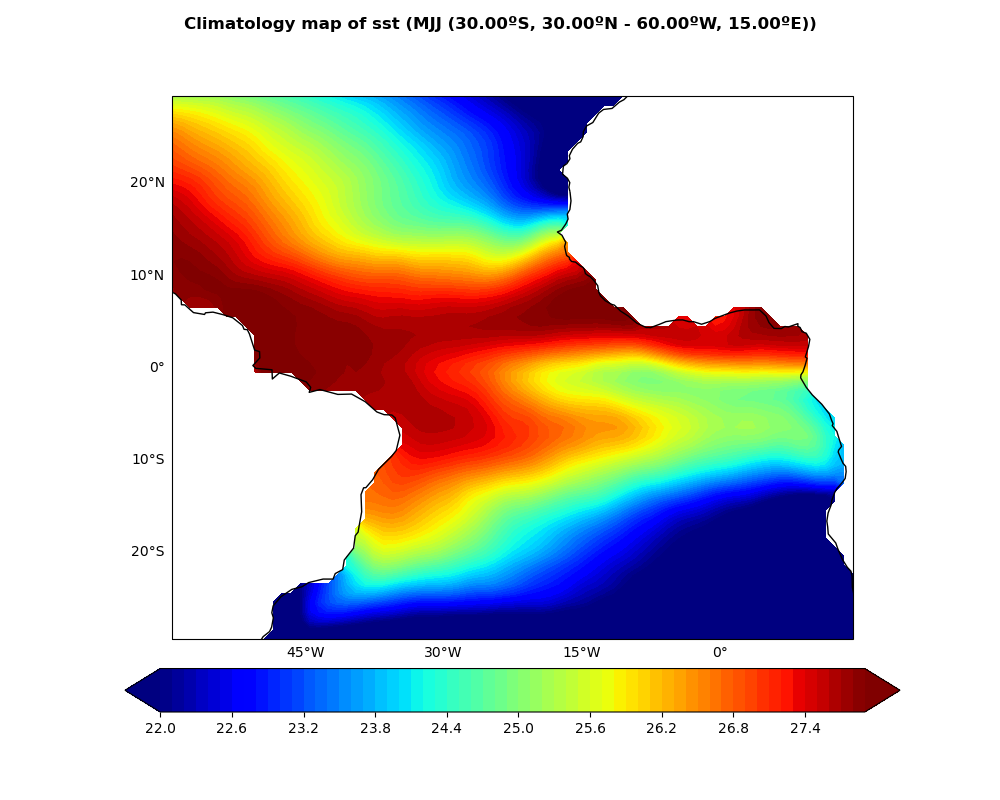 Climatology map of sst (MJJ (30.00ºS, 30.00ºN - 60.00ºW, 15.00ºE))
20°N
10°N
0°
10°S
20°S
45°W 30°W 15°W 0°
22.0 22.6 23.2 23.8 24.4 25.0 25.6 26.2 26.8 27.4